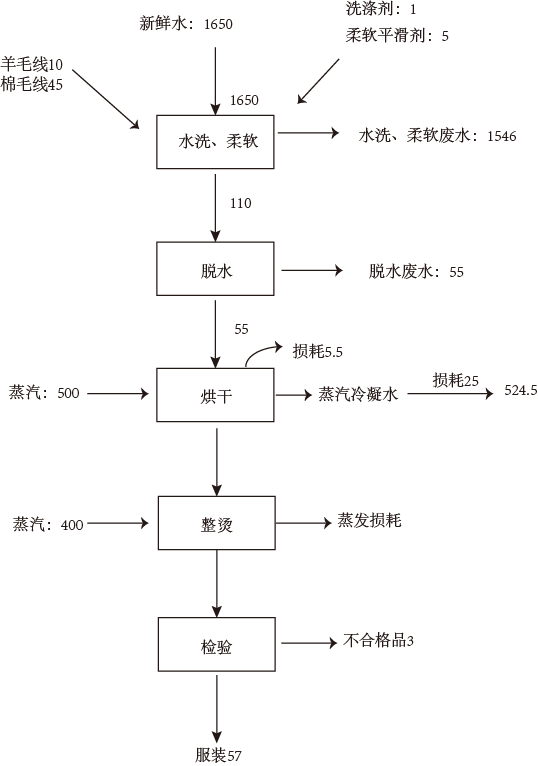 洗涤剂：1
新鲜水：1650
柔软平滑剂：5
羊毛线10
棉毛线45
1650
水洗、柔软
水洗、柔软废水：1546
110
脱水
脱水废水：55
55
损耗5.5
蒸汽：500
烘干
蒸汽冷凝水
损耗25
524.5
蒸汽：400
整烫
蒸发损耗
检验
不合格品3
服装57